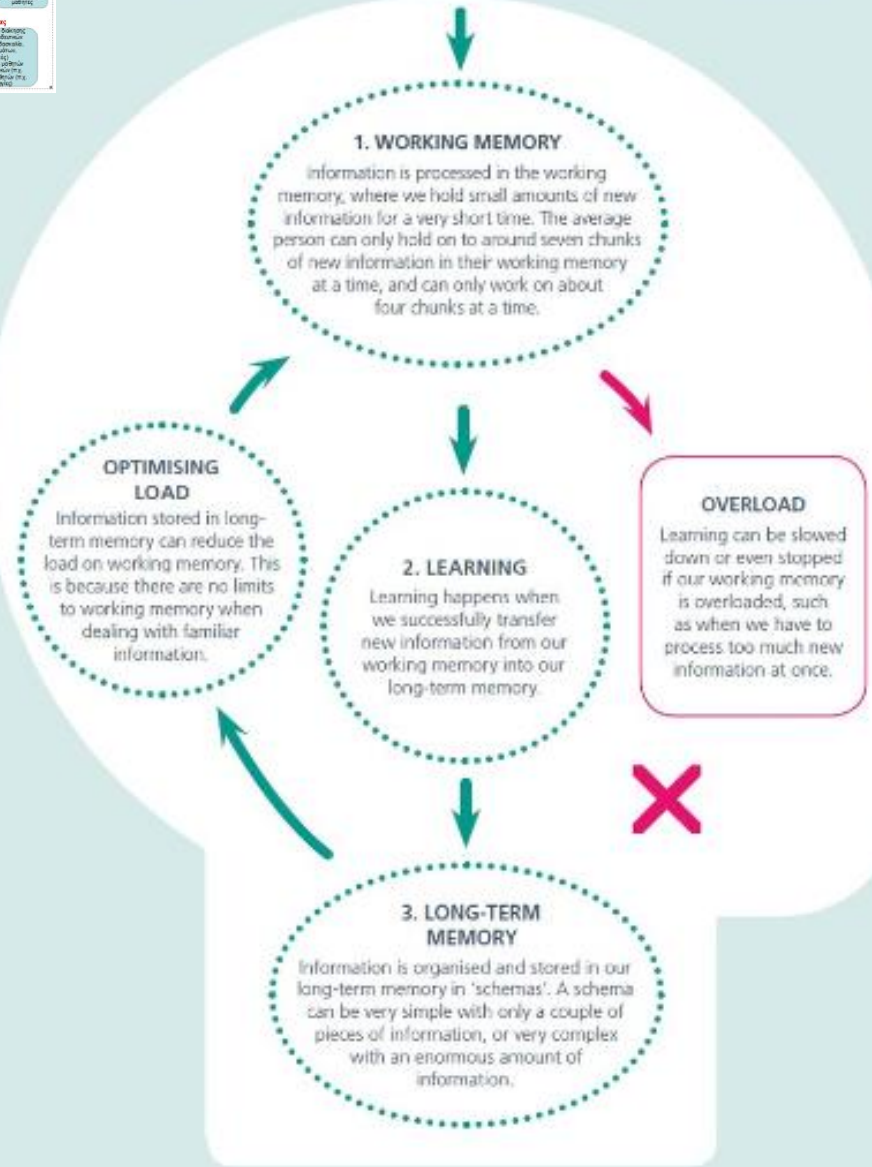 μαθητές
1. WORKING MEMORY
Information is processed in the working
memory, where we hold small amounts of new
information for a very short time. The average
person can only hold on to around seven chunks
of new information in their working memory
at a time, and can only work on about
four chunks at a time.
OPTIMISING
LOAD
Information stored in long-
term memory can reduce the
load on working memory. This
is because there are no limits
to working memory when
dealing with familiar
information.
2. LEARNING
Learning happens when
we successfully transfer
new information from our
working memory into our
long-term memory.
OVERLOAD
Learning can be slowed
down or even stopped
if our working memory
is overloaded, such
as when we have to
process too much new
information at once.
3. LONG-TERM
MEMORY
Information is organised and stored in our
long-term memory in 'schemas'. A schema
can be very simple with only a couple of
pieces of information, or very complex
with an enormous amount of
information.